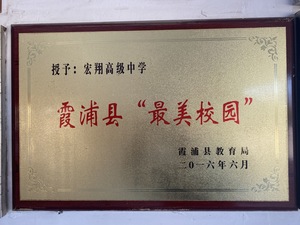 授予：宏翔高级中学
霞浦县“最美校园”
霞浦县教育局
二〇一六年六月